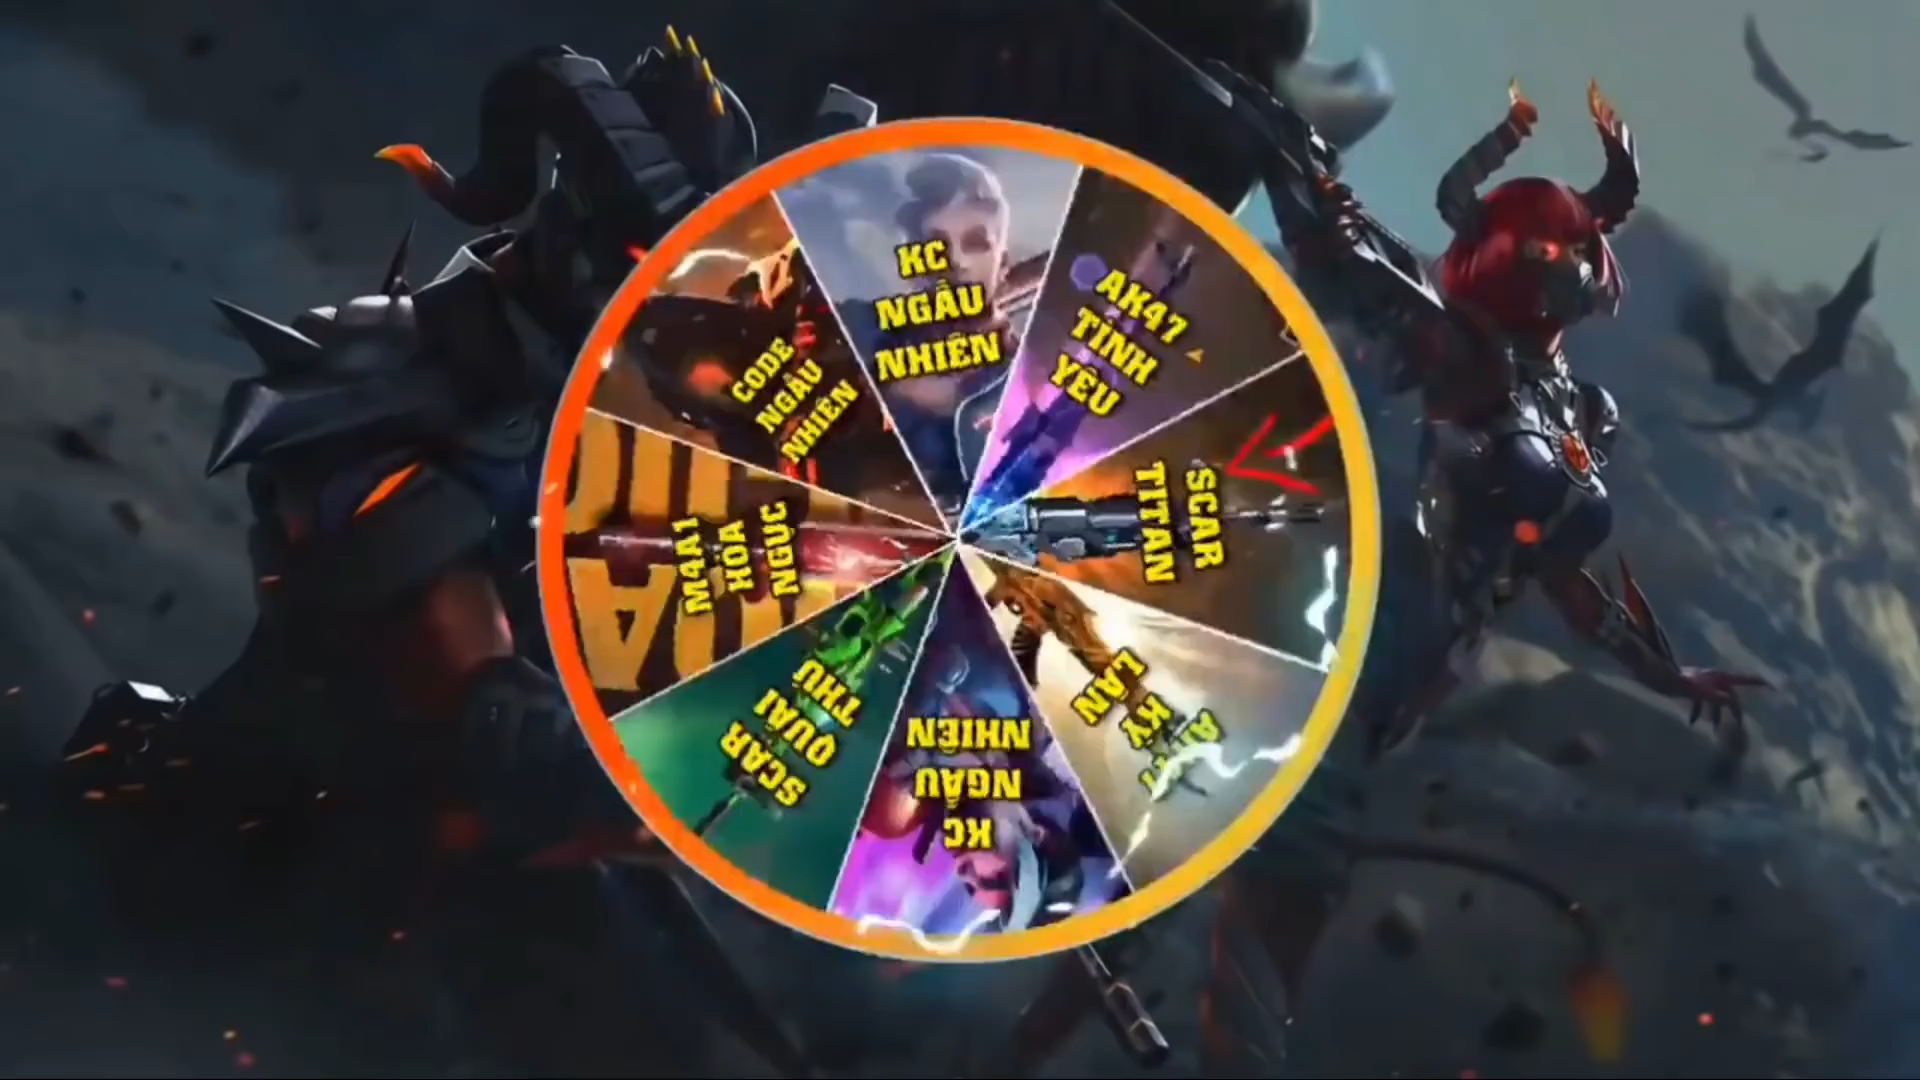 KC
NGẪU
NHIÊN
AK47
TÌNH
YÊU
SCAR
TITAN
KỲ
LÂN
KC
NGẪU
NHIÊN
SCAR
QUÁI
THÚ
M4A1
HỎA
NGỤC
CODE
NGẪU
NHIÊN